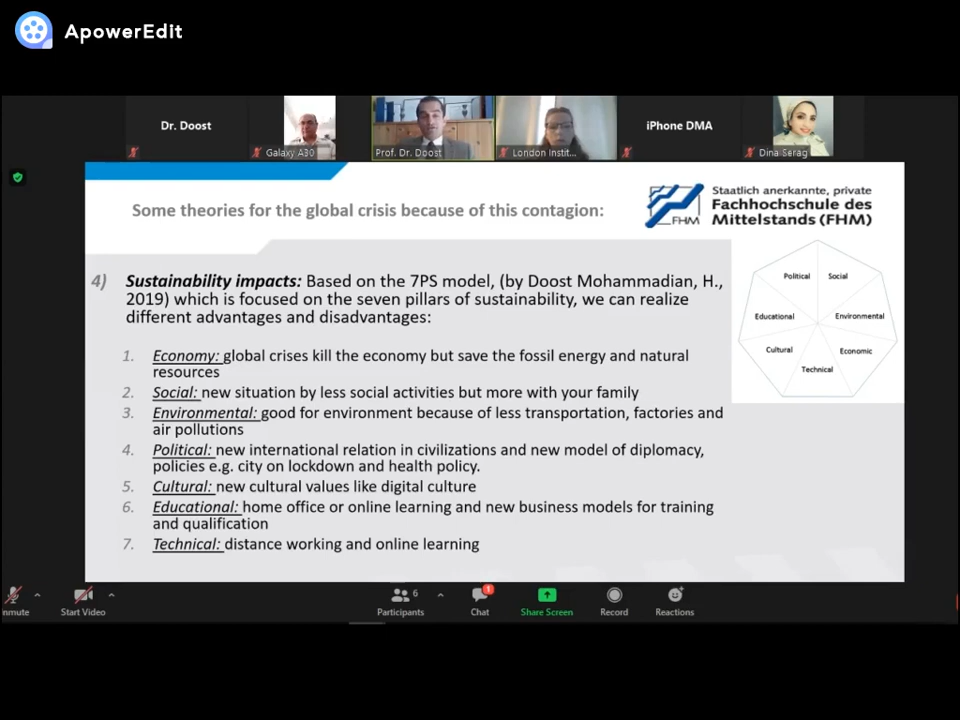 ApowerEdit
Dr. Doost
Galaxy A30
Prof. Dr. Doost
London Instit...
iPhone DMA
Dina Serag
Some theories for the global crisis because of this contagion:
FHM
Staatlich anerkannte, private
Fachhochschule des
Mittelstands (FHM)
4) Sustainability impacts: Based on the 7PS model, (by Doost Mohammadian, H.,
2019) which is focused on the seven pillars of sustainability, we can realize
different advantages and disadvantages:
1. Economy: global crises kill the economy but save the fossil energy and natural
resources
2. Social: new situation by less social activities but more with your family
3. Environmental: good for environment because of less transportation, factories and
air pollutions
4. Political: new international relation in civilizations and new model of diplomacy,
policies e.g. city on lockdown and health policy.
5. Cultural: new cultural values like digital culture
6. Educational: home office or online learning and new business models for training
and qualification
7. Technical: distance working and online learning
Political
Social
Educational
Environmental
Cultural
Economic
Technical
nmute
Start Video
6
Participants
1
Chat
Share Screen
Record
Reactions